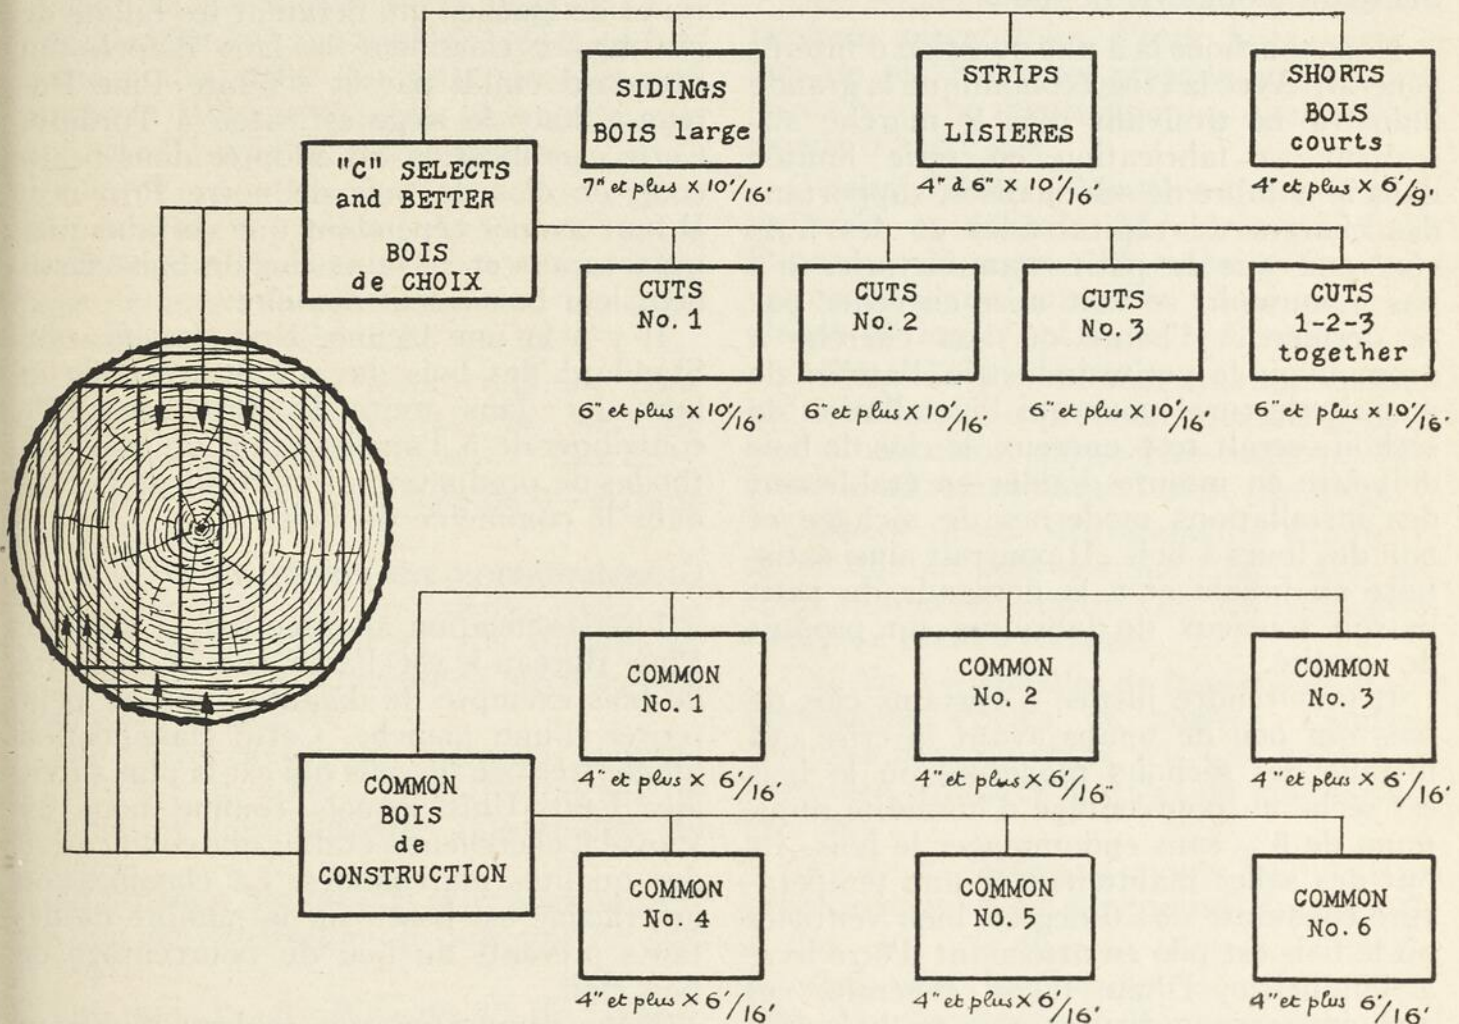 "C" SELECTS
and BETTER
BOIS
de CHOIX
SIDINGS
BOIS large
7" et plus X 10'/16'
STRIPS
LISIERES
4" à 6" X 10'/16'
SHORTS
BOIS
courts
4" et plus X 6'/9'
CUTS
No. 1
6" et plus X 10'/16'
CUTS
No. 2
6" et plus X 10'/16'
CUTS
No. 3
6" et plus X 10'/16'
CUTS
1-2-3
together
6" et plus X 10'/16'
COMMON
BOIS
de
CONSTRUCTION
COMMON
No. 1
4" et plus X 6'/16'
COMMON
No. 2
4" et plus X 6'/16"
COMMON
No. 3
4" et plus X 6'/16'
COMMON
No. 4
4" et plus X 6'/16'
COMMON
NO. 5
4" et plus X 6'/16'
COMMON
No. 6
4" et plus 6'/16'